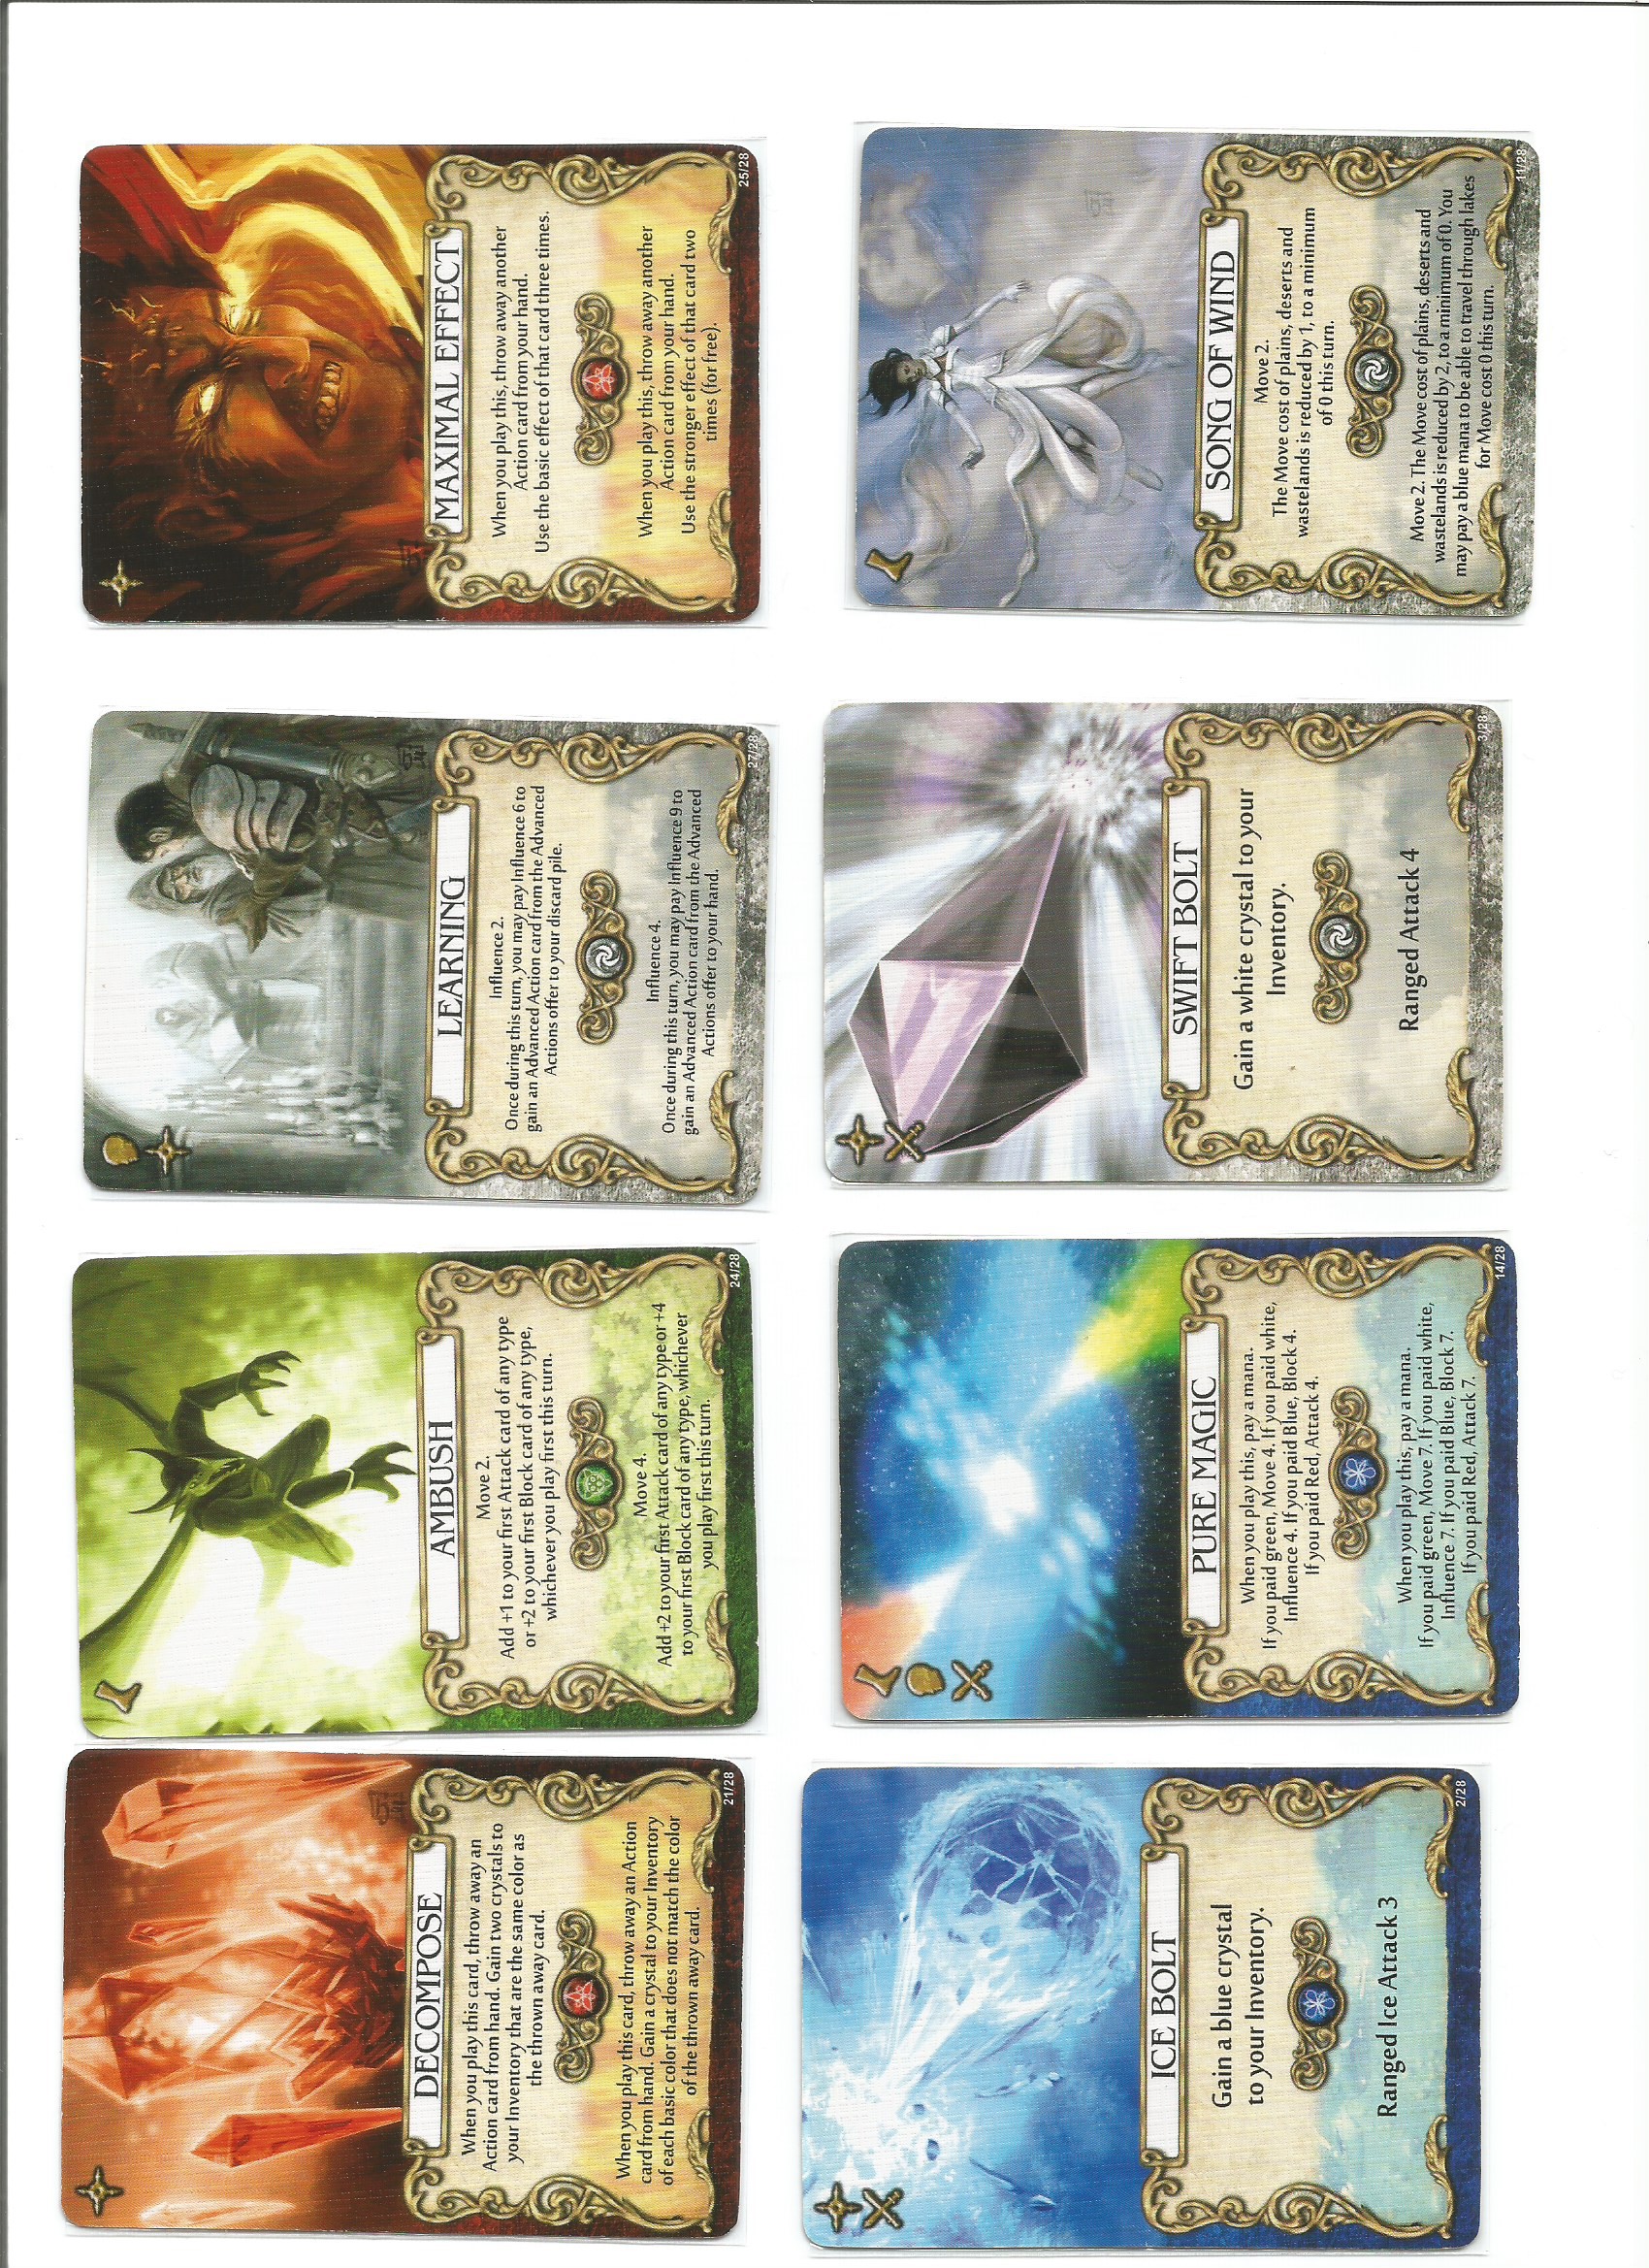 DECOMPOSE
When you play this card, throw away an
Action card from hand. Gain two crystals to
your Inventory that are the same color as
the thrown away card.
When you play this card, throw away an Action
card from hand. Gain a crystal to your Inventory
of each basic color that does not match the color
of the thrown away card.
21/28
AMBUSH
Move 2.
Add +1 to your first Attack card of any type
or +2 to your first Block card of any type,
whichever you play first this turn.
Move 4.
Add +2 to your first Attack card of any type or +4
to your first Block card of any type, whichever
you play first this turn.
24/28
LEARNING
Influence 2.
Once during this turn, you may pay Influence 6 to
gain an Advanced Action card from the Advanced
Actions offer to your discard pile.
Influence 4.
Once during this turn, you may pay Influence 9 to
gain an Advanced Action card from the Advanced
Actions offer to your hand.
27/28
MAXIMAL EFFECT
When you play this, throw away another
Action card from your hand.
Use the basic effect of that card three times.
When you play this, throw away another
Action card from your hand.
Use the stronger effect of that card two
times (for free).
25/28
ICE BOLT
Gain a blue crystal
to your Inventory.
Ranged Ice Attack 3
2/28
PURE MAGIC
When you play this, pay a mana.
If you paid green, Move 4. If you paid white,
Influence 4. If you paid Blue, Block 4.
If you paid Red, Attack 4.
When you play this, pay a mana.
If you paid green, Move 7. If you paid white,
Influence 7. If you paid Blue, Block 7.
If you paid Red, Attack 7.
14/28
SWIFT BOLT
Gain a white crystal to your
Inventory.
Ranged Attack 4
3/28
SONG OF WIND
Move 2.
The Move cost of plains, deserts and
wastelands is reduced by 1, to a minimum
of 0 this turn.
Move 2. The Move cost of plains, deserts and
wastelands is reduced by 2, to a minimum of 0. You
may pay a blue mana to be able to travel through lakes
for Move cost 0 this turn.
11/28